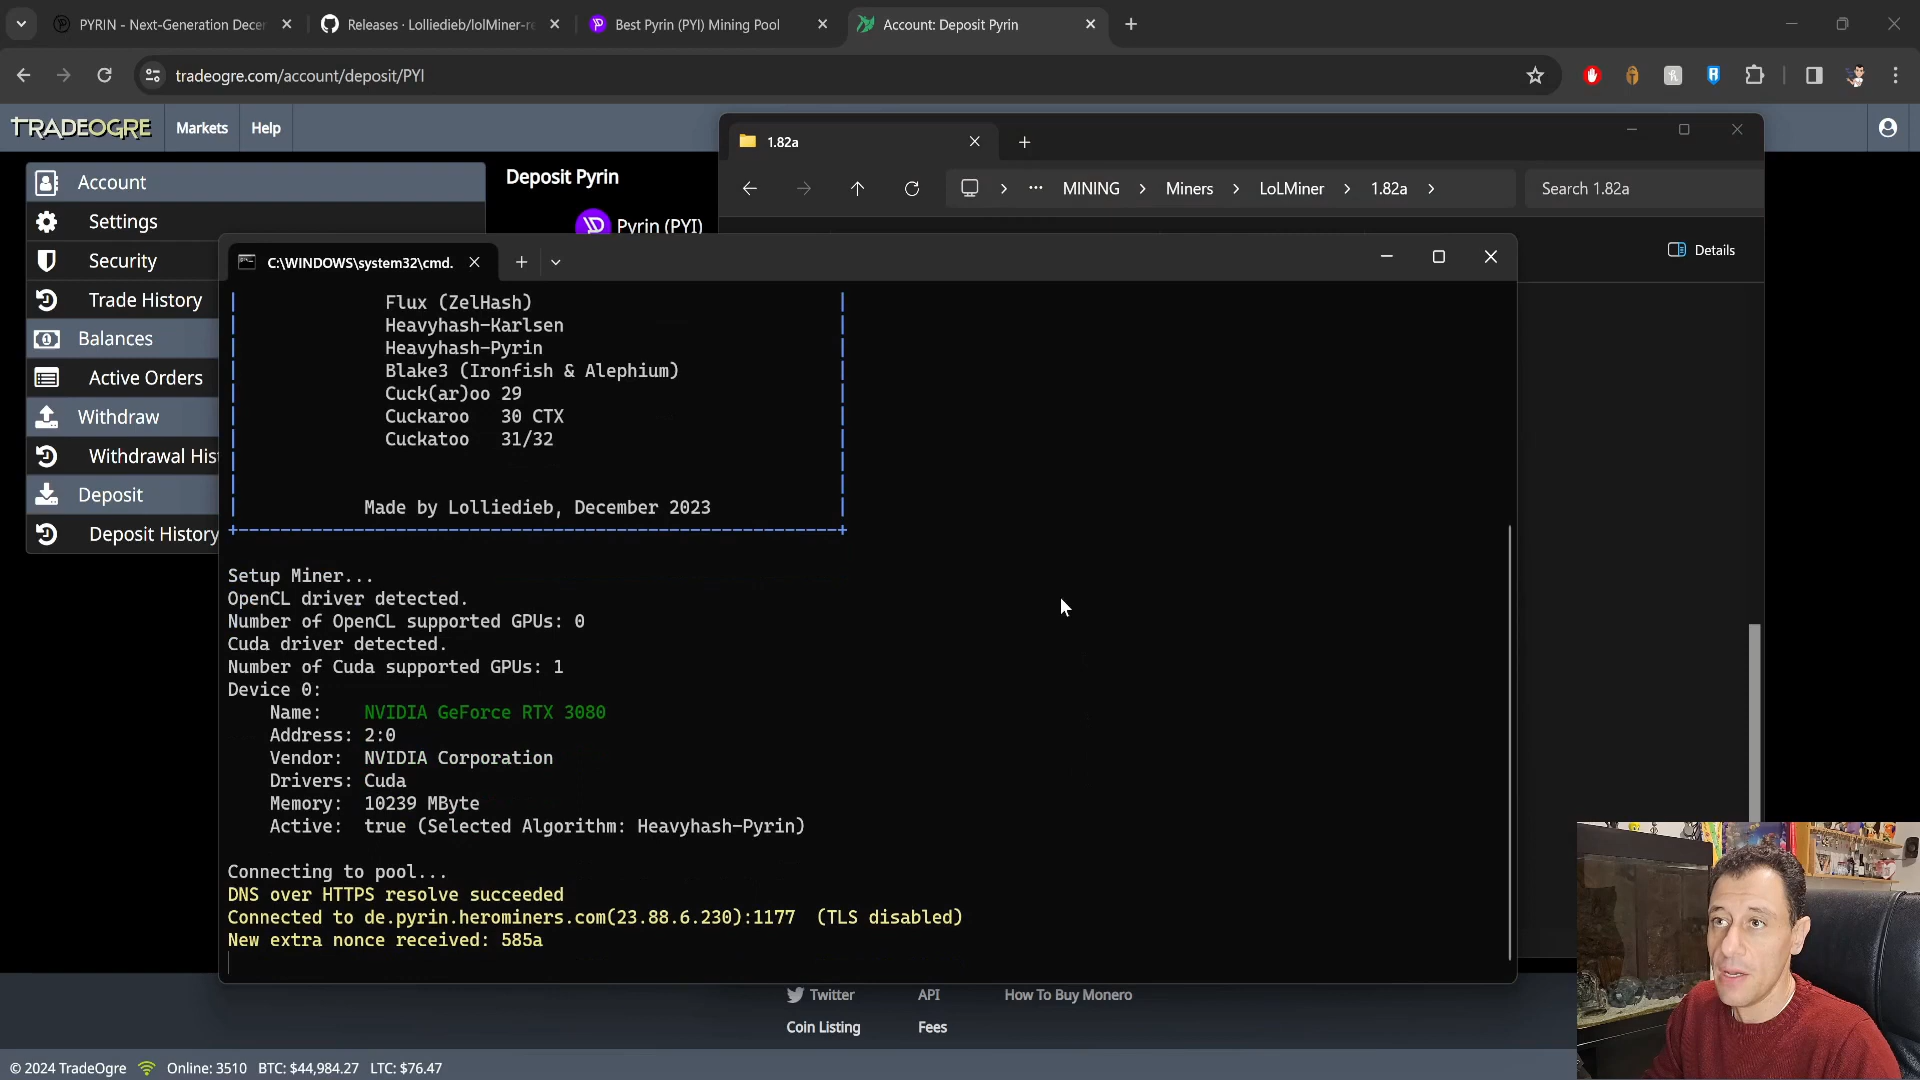 PYRIN - Next-Generation Decer
Releases · Lolliedieb/lolMiner-re
Best Pyrin (PYI) Mining Pool
Account: Deposit Pyrin
tradeogre.com/account/deposit/PYI
TRADEOGRE
Markets
Help
1.82a
Account
Settings
Security
Trade History
Balances
Active Orders
Withdraw
Withdrawal His
Deposit
Deposit History
Deposit Pyrin
Pyrin (PYI)
MINING
Miners
LoLMiner
1.82a
Search 1.82a
Details
C:\WINDOWS\system32\cmd.
Flux (ZelHash)
Heavyhash-Karlsen
Heavyhash-Pyrin
Blake3 (Ironfish & Alephium)
Cuck(ar)oo 29
Cuckaroo 30 CTX
Cuckatoo 31/32
Made by Lolliedieb, December 2023
Setup Miner...
OpenCL driver detected.
Number of OpenCL supported GPUs: 0
Cuda driver detected.
Number of Cuda supported GPUs: 1
Device 0:
Name: NVIDIA GeForce RTX 3080
Address: 2:0
Vendor: NVIDIA Corporation
Drivers: Cuda
Memory: 10239 MByte
Active: true (Selected Algorithm: Heavyhash-Pyrin)
Connecting to pool...
DNS over HTTPS resolve succeeded
Connected to de.pyrin.herominers.com(23.88.6.230):1177 (TLS disabled)
New extra nonce received: 585a
Twitter
API
How To Buy Monero
Coin Listing
Fees
© 2024 TradeOgre
Online: 3510
BTC: $44,984.27
LTC: $76.47